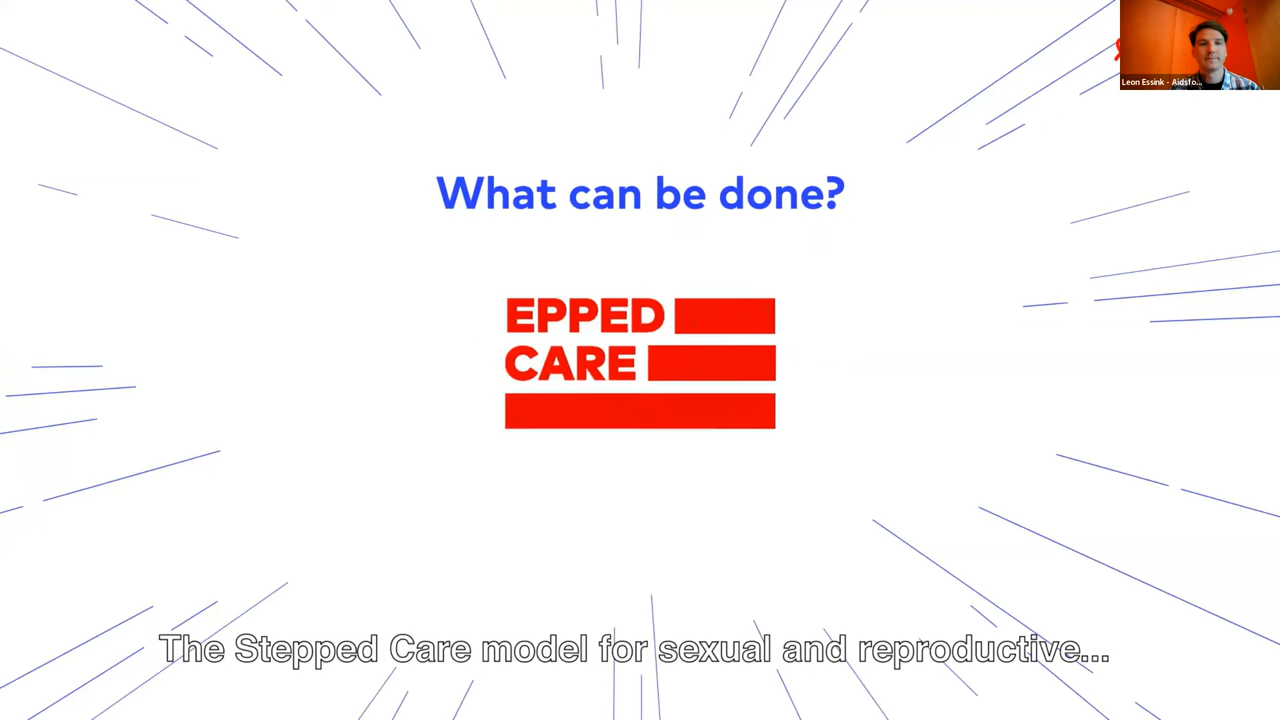 Leon Essink - Aidsfo...
What can be done?
EPPED
CARE
The Stepped Care model for sexual and reproductive...